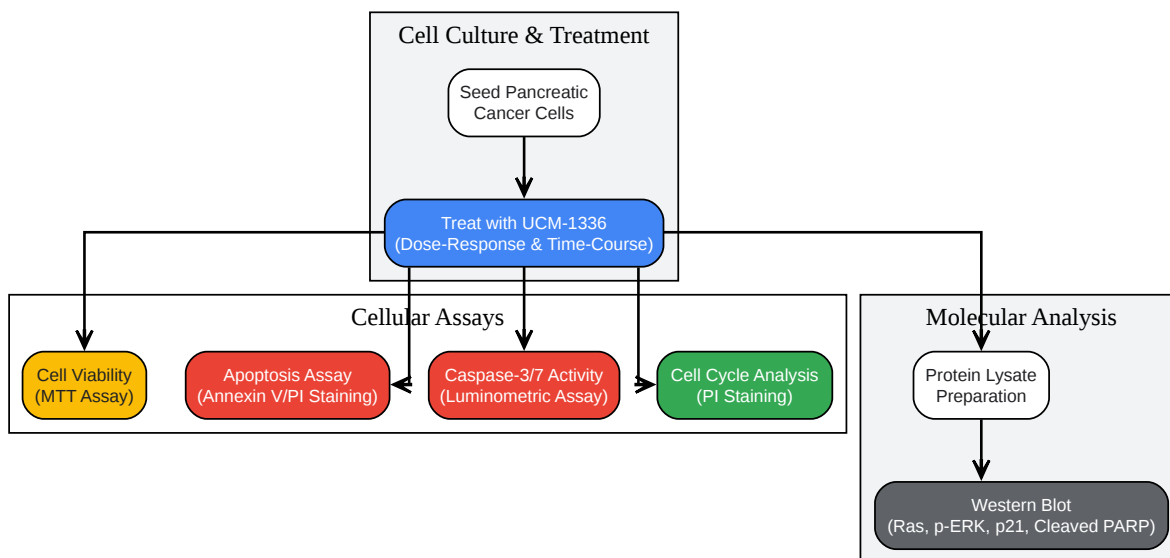 Cell Culture & Treatment
Seed Pancreatic
Cancer Cells
Treat with UCM-1336
(Dose-Response & Time-Course)
Cellular Assays
Molecular Analysis
Cell Viability
(MTT Assay)
Apoptosis Assay
(Annexin V/PI Staining)
Caspase-3/7 Activity
(Luminometric Assay)
Cell Cycle Analysis
(PI Staining)
Protein Lysate
Preparation
Western Blot
(Ras, p-ERK, p21, Cleaved PARP)